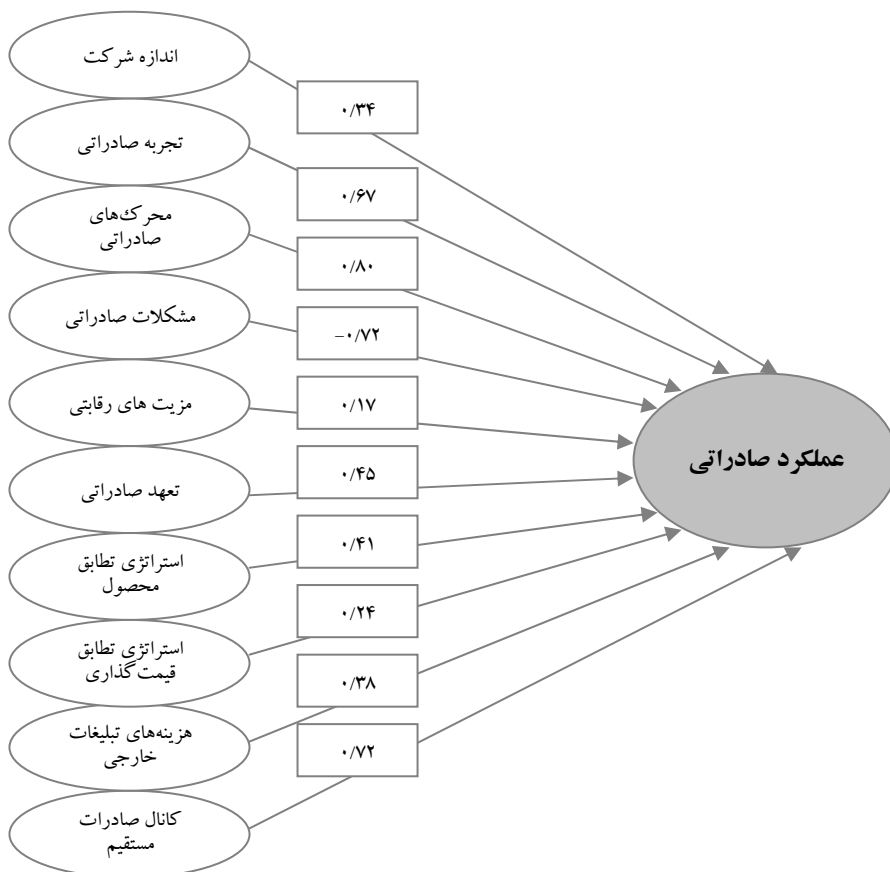 اندازه شرکت
۰/۳۴
تجربه صادراتی
۰/۶۷
محرک‌های
صادراتی
۰/۸۰
مشکلات صادراتی
–۰/۷۲
مزیت های رقابتی
۰/۱۷
عملکرد صادراتی
تعهد صادراتی
۰/۴۵
استراتژی تطابق
محصول
۰/۴۱
استراتژی تطابق
قیمت‌گذاری
۰/۲۴
هزینه‌های تبلیغات
خارجی
۰/۳۸
کانال صادرات
مستقیم
۰/۷۲